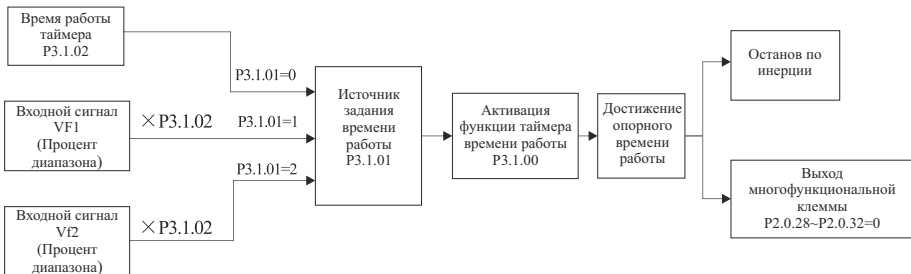 Время работы
таймера
P3.1.02
P3.1.01=0
Входной сигнал
VF1
(Процент
диапазона)
×P3.1.02
P3.1.01=1
P3.1.01=2
Входной сигнал
Vf2
(Процент
диапазона)
×P3.1.02
Источник
задания
времени
работы
P3.1.01
Активация
функции таймера
времени работы
P3.1.00
Достижение
опорного
времени
работы
Останов по
инерции
Выход
многофункциональной
клеммы
P2.0.28~P2.0.32=0